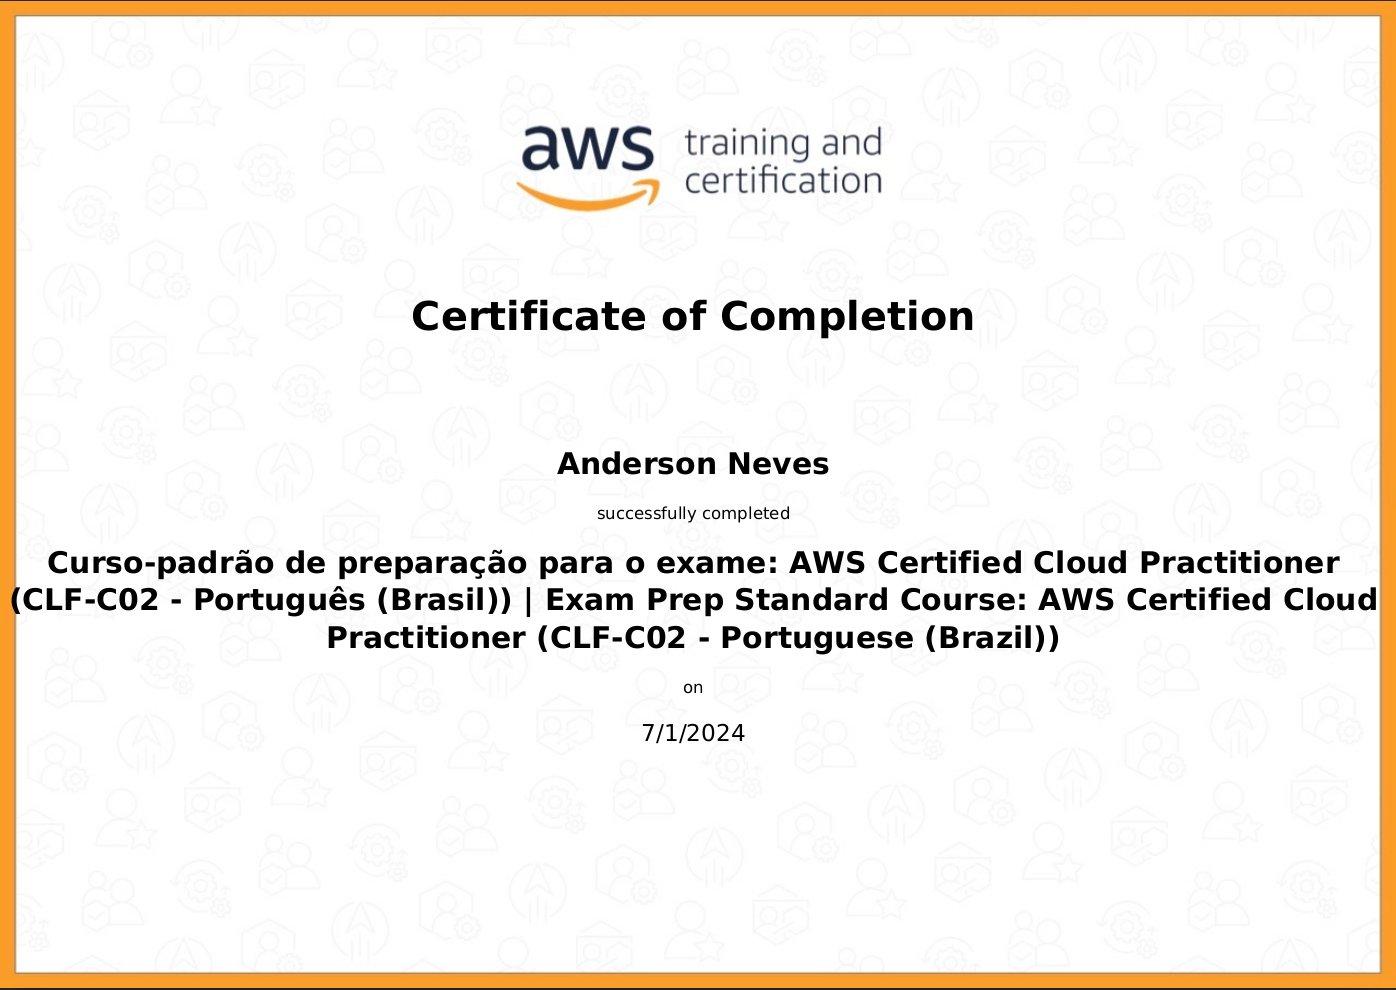 aws training and
certification
Certificate of Completion
Anderson Neves
successfully completed
Curso-padrão de preparação para o exame: AWS Certified Cloud Practitioner
(CLF-C02 - Português (Brasil)) | Exam Prep Standard Course: AWS Certified Cloud
Practitioner (CLF-C02 - Portuguese (Brazil))
on
7/1/2024